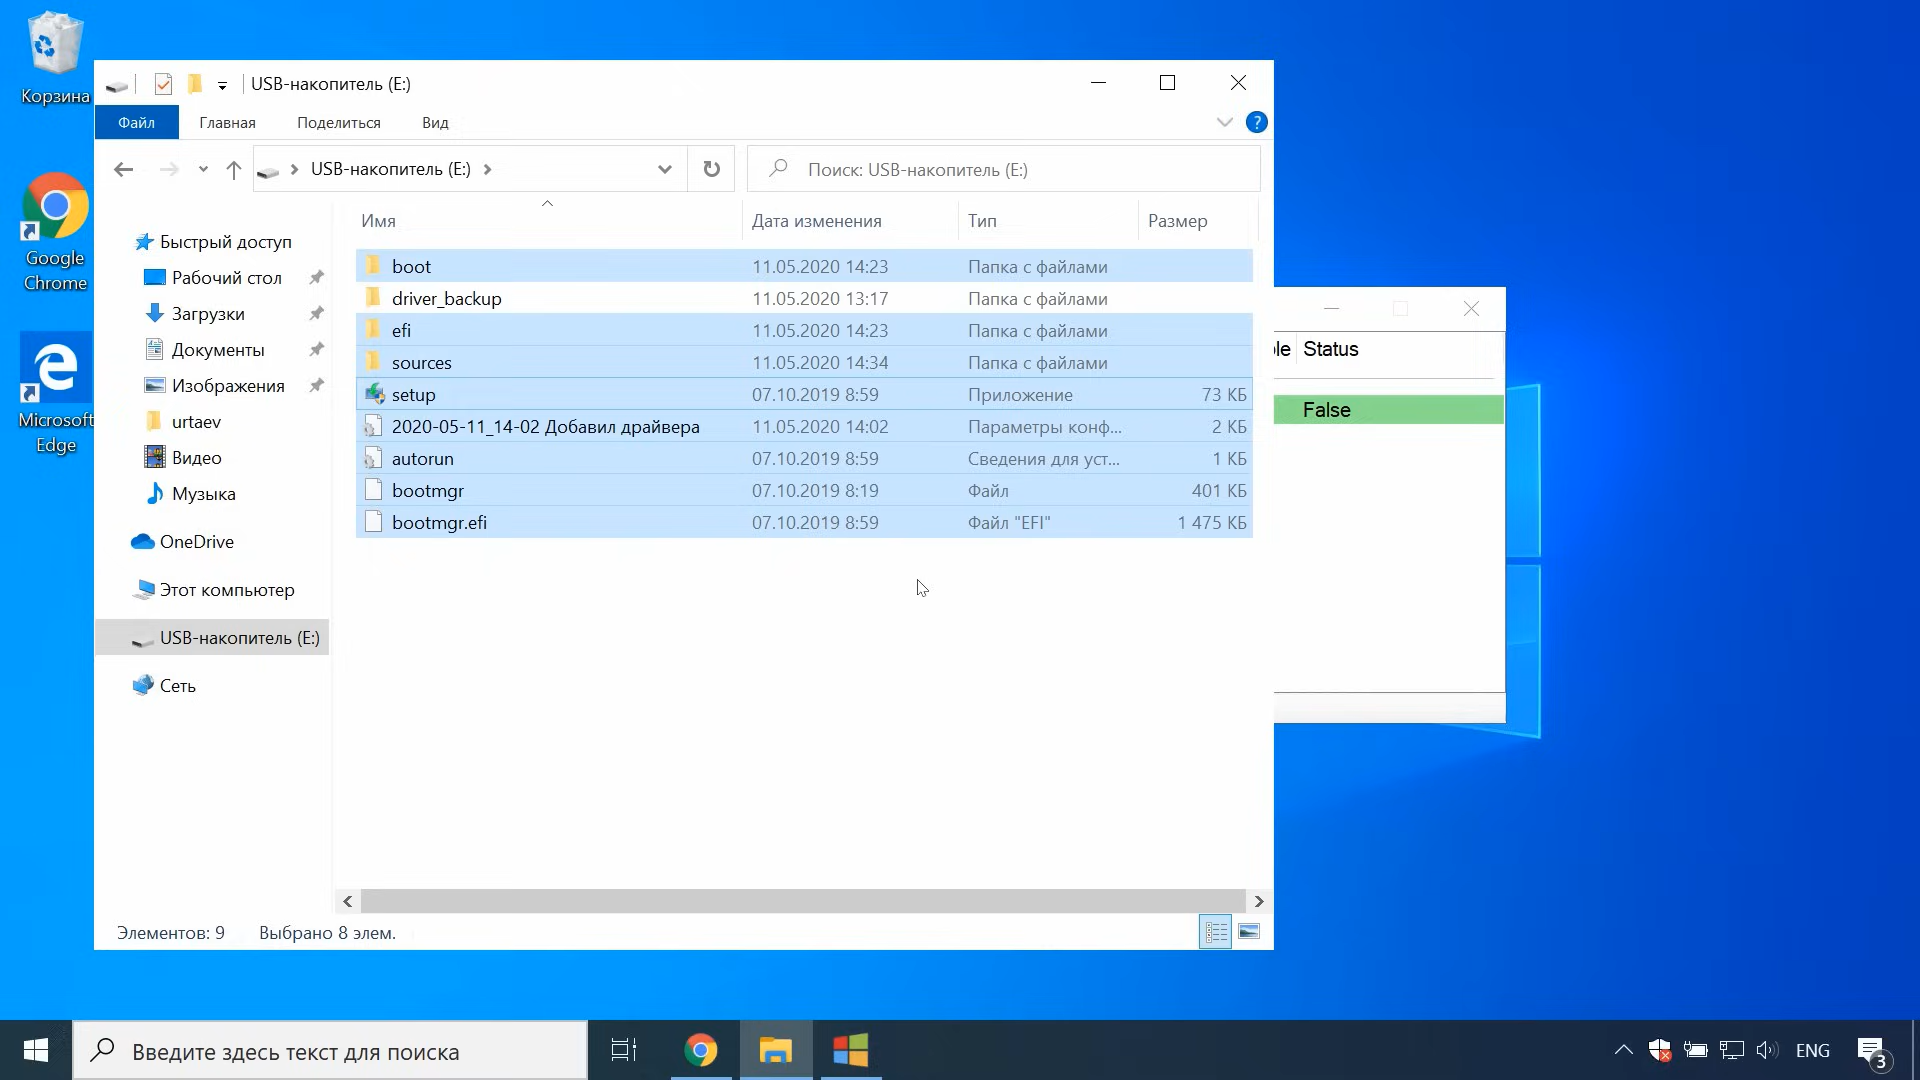 Корзина
Google
Chrome
Microsoft
Edge
USB-накопитель (E:)
Файл
Главная
Поделиться
Вид
?
USB-накопитель (E:)
Поиск: USB-накопитель (E:)
Быстрый доступ
Рабочий стол
Загрузки
Документы
Изображения
urtaev
Видео
Музыка
OneDrive
Этот компьютер
USB-накопитель (E:)
Сеть
Имя Дата изменения Тип Размер
boot 11.05.2020 14:23 Папка с файлами
driver_backup 11.05.2020 13:17 Папка с файлами
efi 11.05.2020 14:23 Папка с файлами
sources 11.05.2020 14:34 Папка с файлами
setup 07.10.2019 8:59 Приложение 73 КБ
2020-05-11_14-02 Добавил драйвера 11.05.2020 14:02 Параметры конф... 2 КБ
autorun 07.10.2019 8:59 Сведения для уст... 1 КБ
bootmgr 07.10.2019 8:19 Файл 401 КБ
bootmgr.efi 07.10.2019 8:59 Файл "EFI" 1 475 КБ
Элементов: 9 Выбрано 8 элем.
le Status
False
Введите здесь текст для поиска
ENG
3